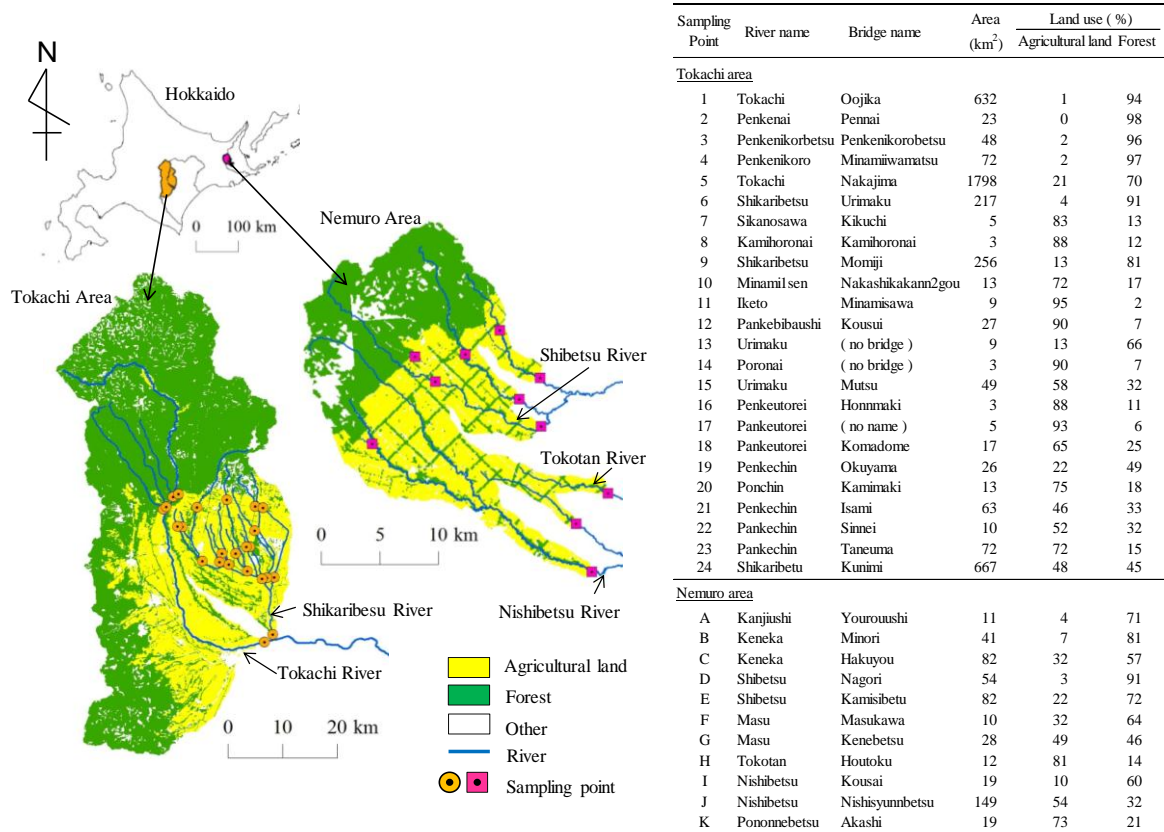 N
Hokkaido
0 100 km
Nemuro Area
Tokachi Area
Shibetsu River
Tokotan River
0 5 10 km
Nishibetsu River
Shikaribesu River
Tokachi River
0 10 20 km
Agricultural land
Forest
Other
River
Sampling point
Sampling Point River name Bridge name Area (km²) Land use ( % )
Agricultural land Forest
Tokachi area
1 Tokachi Oojika 632 1 94
2 Penkenai Pennai 23 0 98
3 Penkenikorbetsu Penkenikorobetsu 48 2 96
4 Penkenikoro Minamiiwamatsu 72 2 97
5 Tokachi Nakajima 1798 21 70
6 Shikaribetsu Urimaku 217 4 91
7 Sikanosawa Kikuchi 5 83 13
8 Kamihoronai Kamihoronai 3 88 12
9 Shikaribetsu Momiji 256 13 81
10 Minami1sen Nakashikakann2gou 13 72 17
11 Iketo Minamisawa 9 95 2
12 Pankebibaushi Kousui 27 90 7
13 Urimaku ( no bridge ) 9 13 66
14 Poronai ( no bridge ) 3 90 7
15 Urimaku Mutsu 49 58 32
16 Penkeutorei Honnmaki 3 88 11
17 Pankeutorei ( no name ) 5 93 6
18 Pankeutorei Komadome 17 65 25
19 Penkechin Okuyama 26 22 49
20 Ponchin Kamimaki 13 75 18
21 Penkechin Isami 63 46 33
22 Pankechin Sinnei 10 52 32
23 Pankechin Taneuma 72 72 15
24 Shikaribetu Kunimi 667 48 45
Nemuro area
A Kanjiushi Yourouushi 11 4 71
B Keneka Minori 41 7 81
C Keneka Hakuyou 82 32 57
D Shibetsu Nagori 54 3 91
E Shibetsu Kamisibetu 82 22 72
F Masu Masukawa 10 32 64
G Masu Kenebetsu 28 49 46
H Tokotan Houtoku 12 81 14
I Nishibetsu Kousai 19 10 60
J Nishibetsu Nishisyunnbetsu 149 54 32
K Pononnebetsu Akashi 19 73 21